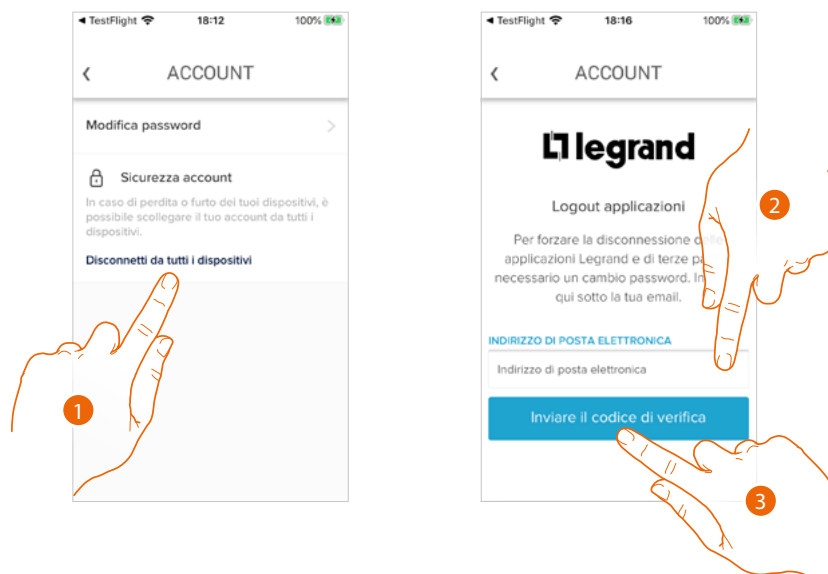 TestFlight 18:12 100%
ACCOUNT
Modifica password
Sicurezza account
In caso di perdita o furto dei tuoi dispositivi, è
possibile scollegare il tuo account da tutti i
dispositivi.
Disconnetti da tutti i dispositivi
1
TestFlight 18:16 100%
ACCOUNT
legrand
Logout applicazioni
Per forzare la disconnessione delle
applicazioni Legrand e di terze
necessario un cambio password.
qui sotto la tua email.
INDIRIZZO DI POSTA ELETTRONICA
Indirizzo di posta elettronica
Inviare il codice di verifica
2
3